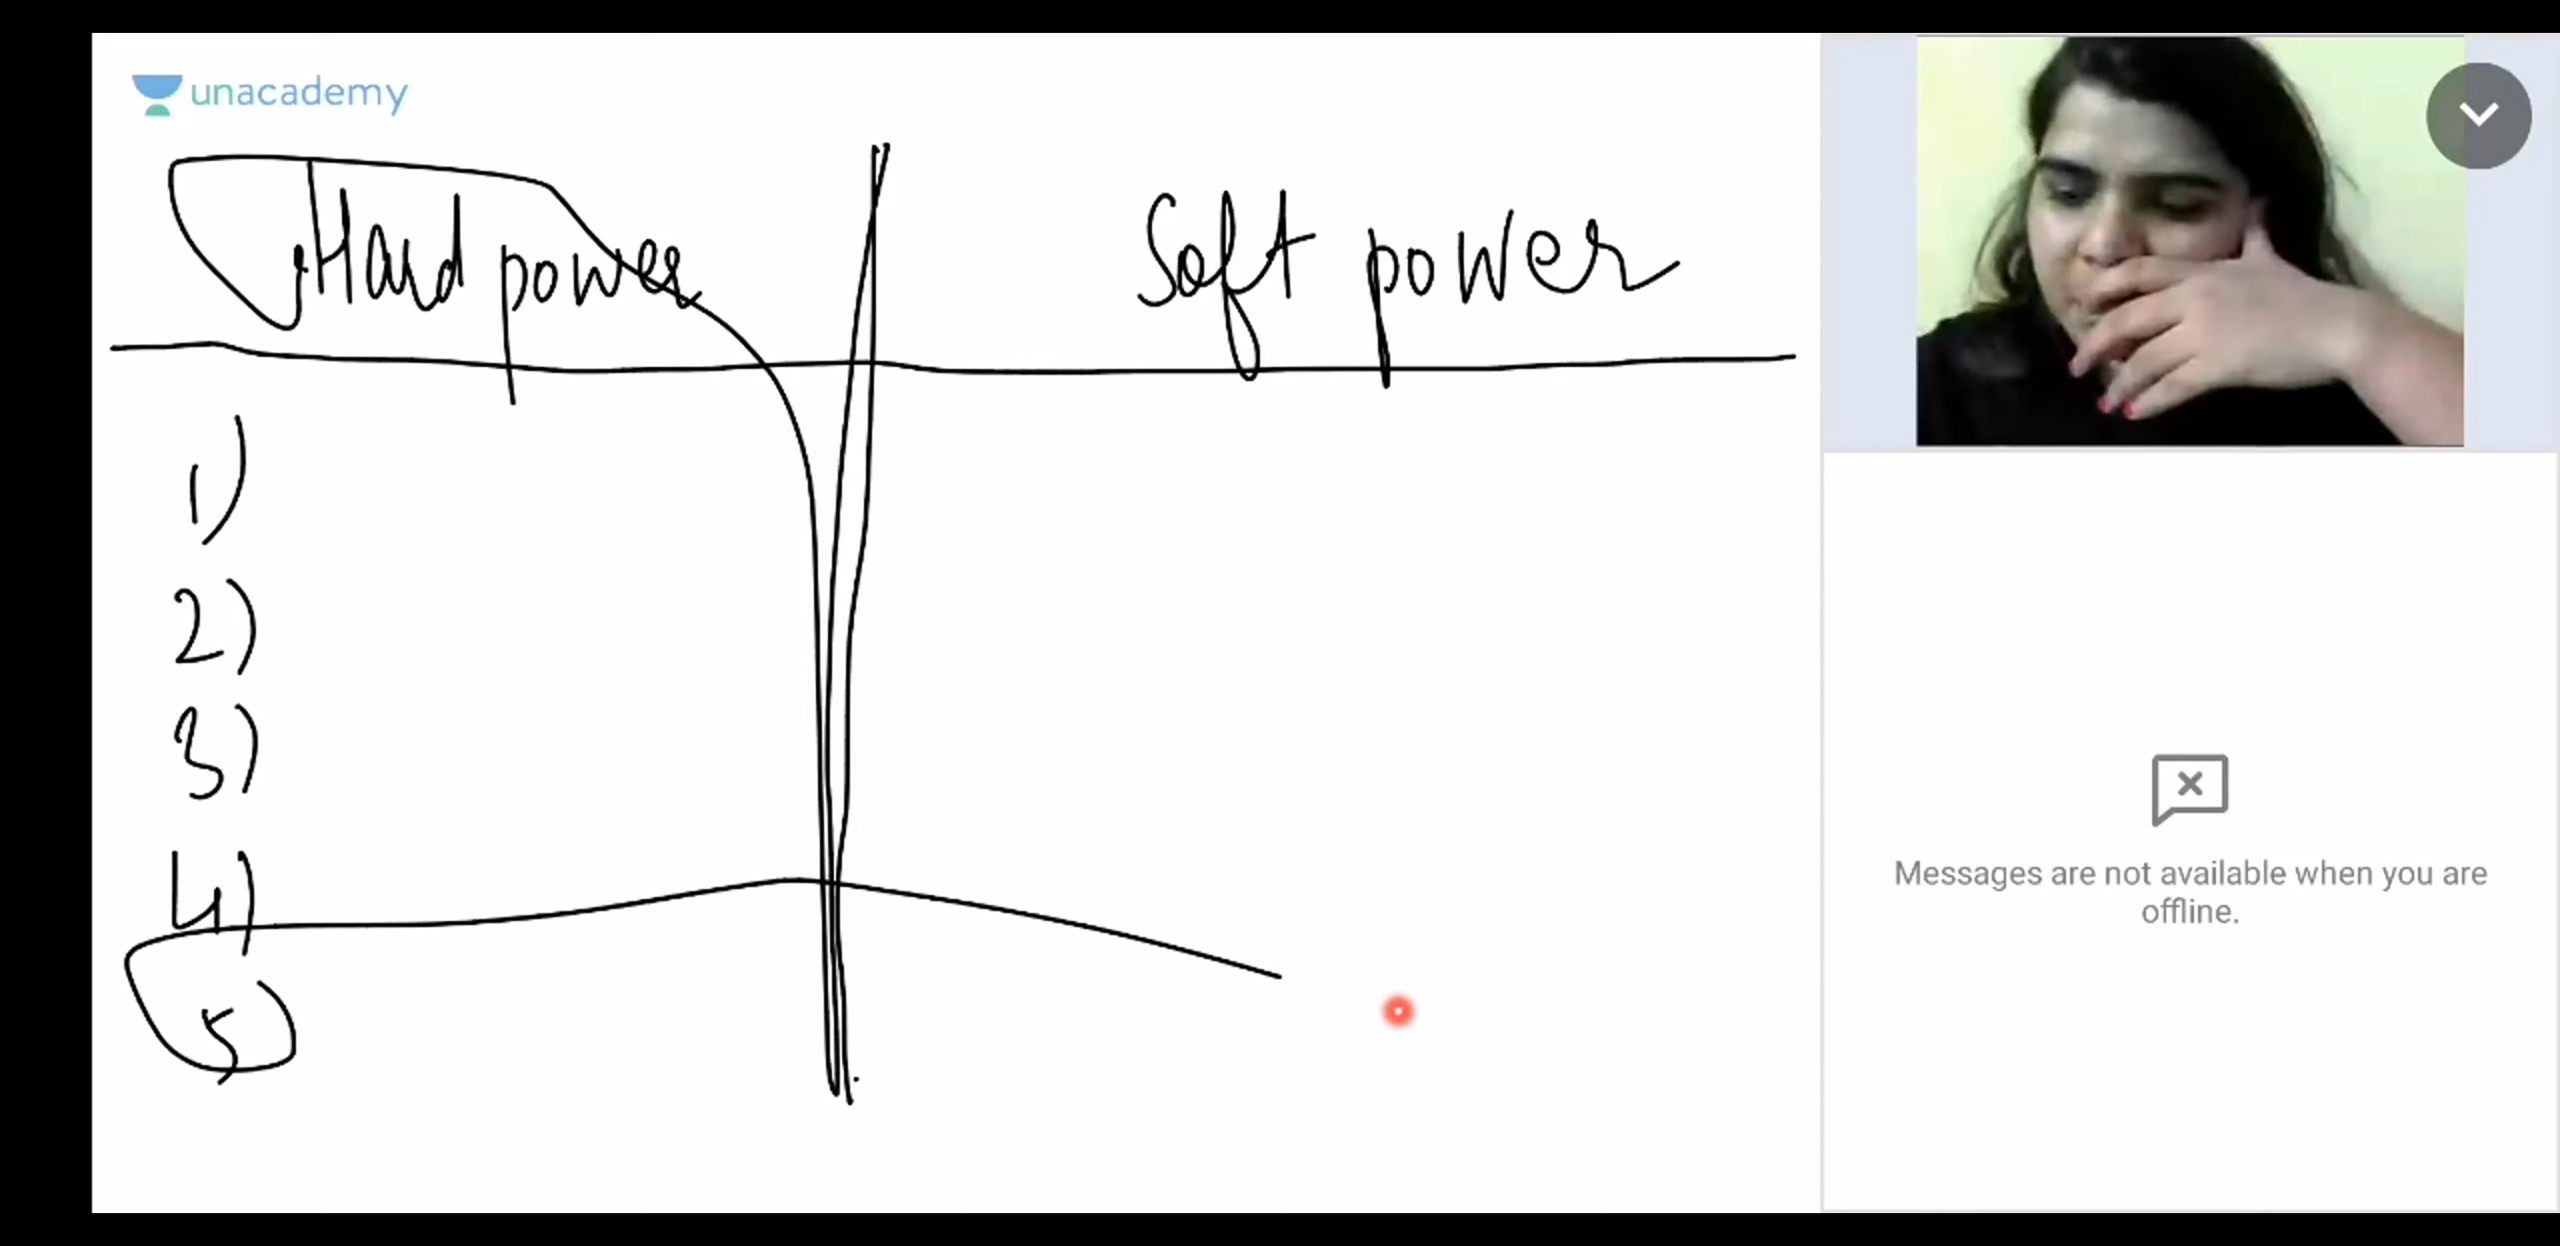 unacademy
Hard power
Soft power
1)
2)
3)
4)
5)
Messages are not available when you are
offline.